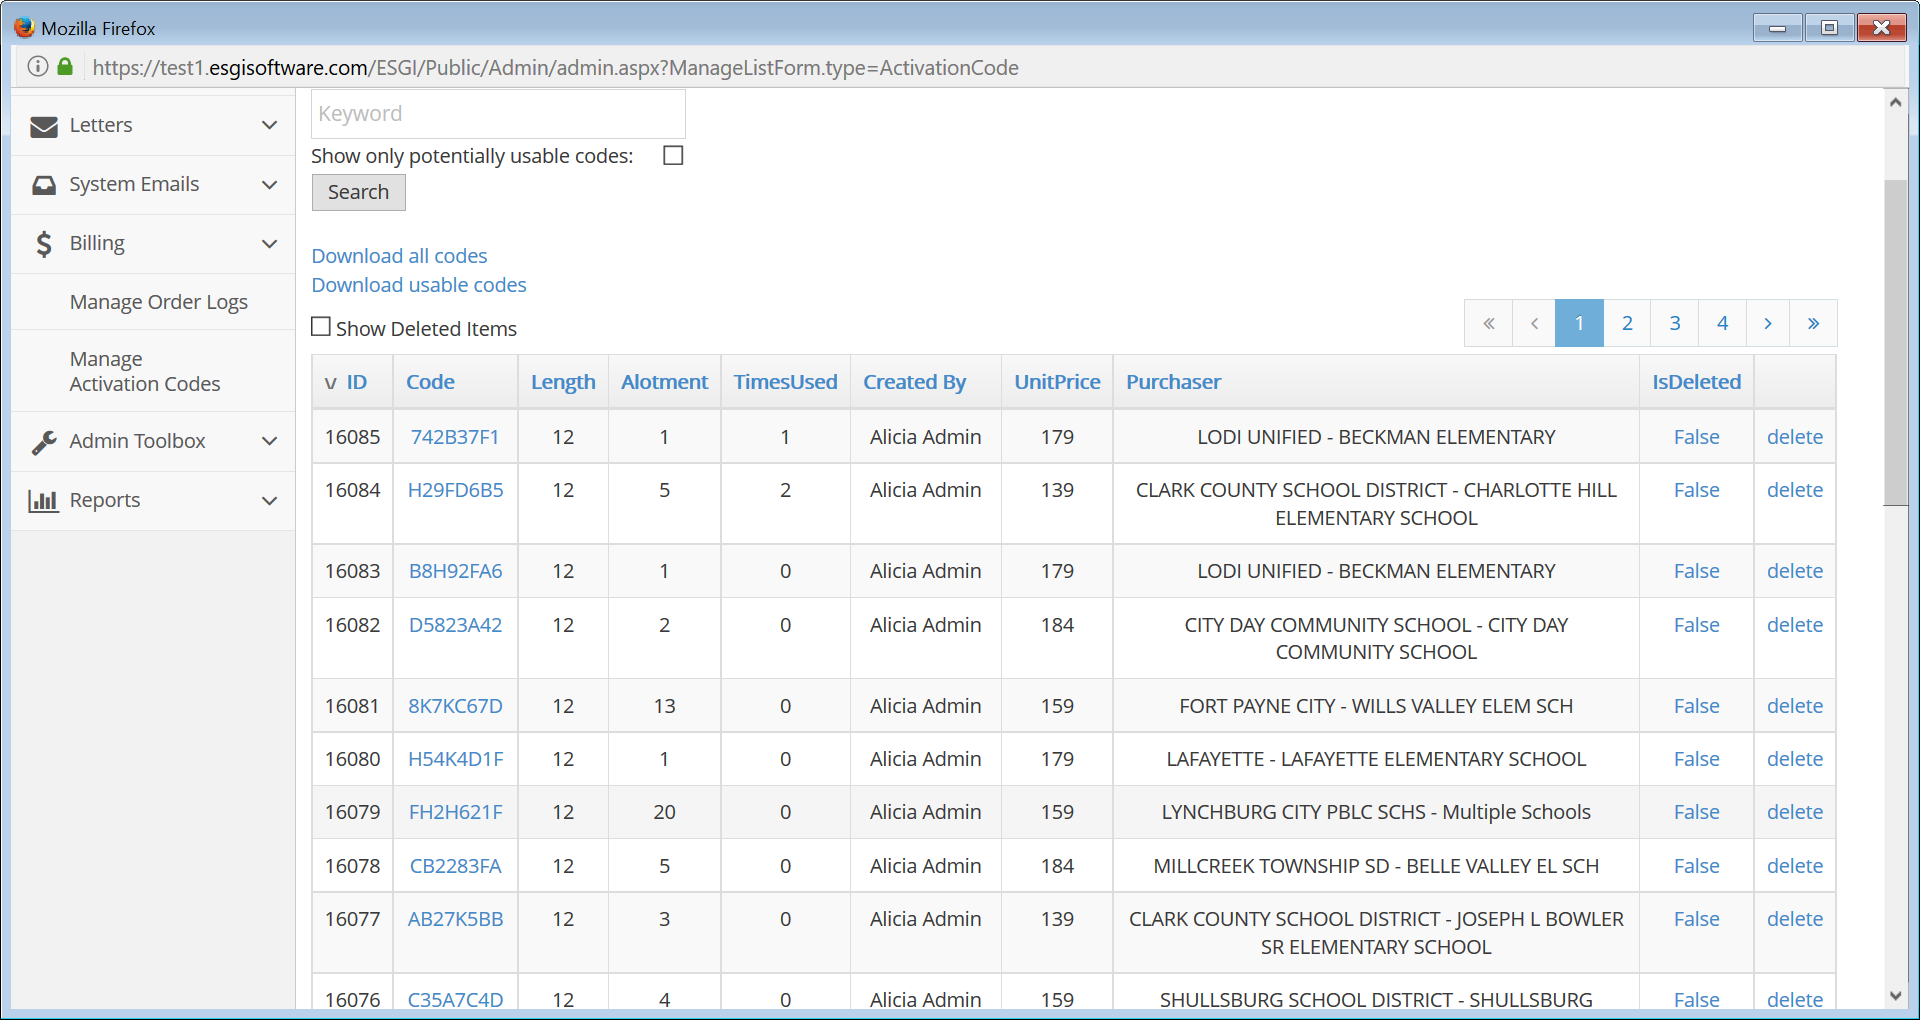 Mozilla Firefox
https://test1.esgisoftware.com/ESGI/Public/Admin/admin.aspx?ManageListForm.type=ActivationCode
Letters
System Emails
Billing
Manage Order Logs
Manage
Activation Codes
Admin Toolbox
Reports
Keyword
Show only potentially usable codes:
Search
Download all codes
Download usable codes
Show Deleted Items
« ‹ 1 2 3 4 › »
v ID Code Length Alotment TimesUsed Created By UnitPrice Purchaser IsDeleted
16085 742B37F1 12 1 1 Alicia Admin 179 LODI UNIFIED - BECKMAN ELEMENTARY False delete
16084 H29FD6B5 12 5 2 Alicia Admin 139 CLARK COUNTY SCHOOL DISTRICT - CHARLOTTE HILL False delete
ELEMENTARY SCHOOL
16083 B8H92FA6 12 1 0 Alicia Admin 179 LODI UNIFIED - BECKMAN ELEMENTARY False delete
16082 D5823A42 12 2 0 Alicia Admin 184 CITY DAY COMMUNITY SCHOOL - CITY DAY False delete
COMMUNITY SCHOOL
16081 8K7KC67D 12 13 0 Alicia Admin 159 FORT PAYNE CITY - WILLS VALLEY ELEM SCH False delete
16080 H54K4D1F 12 1 0 Alicia Admin 179 LAFAYETTE - LAFAYETTE ELEMENTARY SCHOOL False delete
16079 FH2H621F 12 20 0 Alicia Admin 159 LYNCHBURG CITY PBLC SCHS - Multiple Schools False delete
16078 CB2283FA 12 5 0 Alicia Admin 184 MILLCREEK TOWNSHIP SD - BELLE VALLEY EL SCH False delete
16077 AB27K5BB 12 3 0 Alicia Admin 139 CLARK COUNTY SCHOOL DISTRICT - JOSEPH L BOWLER False delete
SR ELEMENTARY SCHOOL
16076 C35A7C4D 12 4 0 Alicia Admin 159 SHULLSBURG SCHOOL DISTRICT - SHULLSBURG False delete